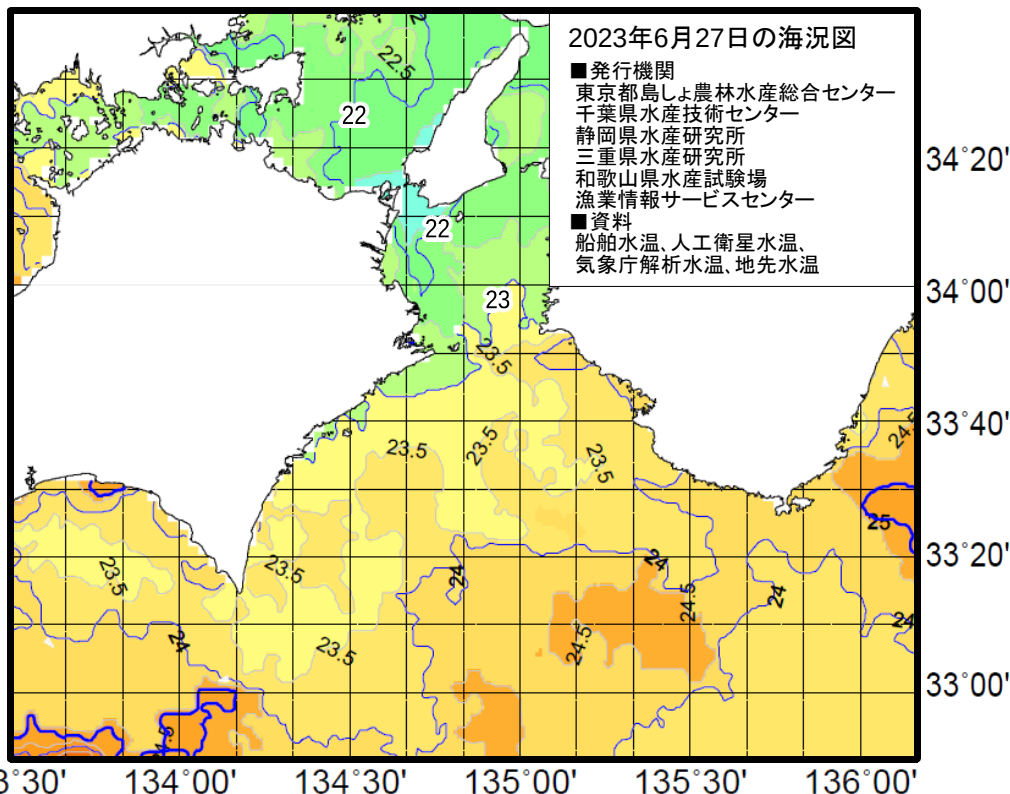 2023年6月27日の海況図
■発行機関
東京都島しょ農林水産総合センター
千葉県水産技術センター
静岡県水産研究所
三重県水産研究所
和歌山県水産試験場
漁業情報サービスセンター
■資料
船舶水温、人工衛星水温、
気象庁解析水温、地先水温
22.5
22
22
23
23.5
23.5
23.5
23.5
24.5
25
23.5
23.5
24
24
24.5
24
24
23.5
24.5
34°20'
34°00'
33°40'
33°20'
33°00'
3°30'
134°00'
134°30'
135°00'
135°30'
136°00'